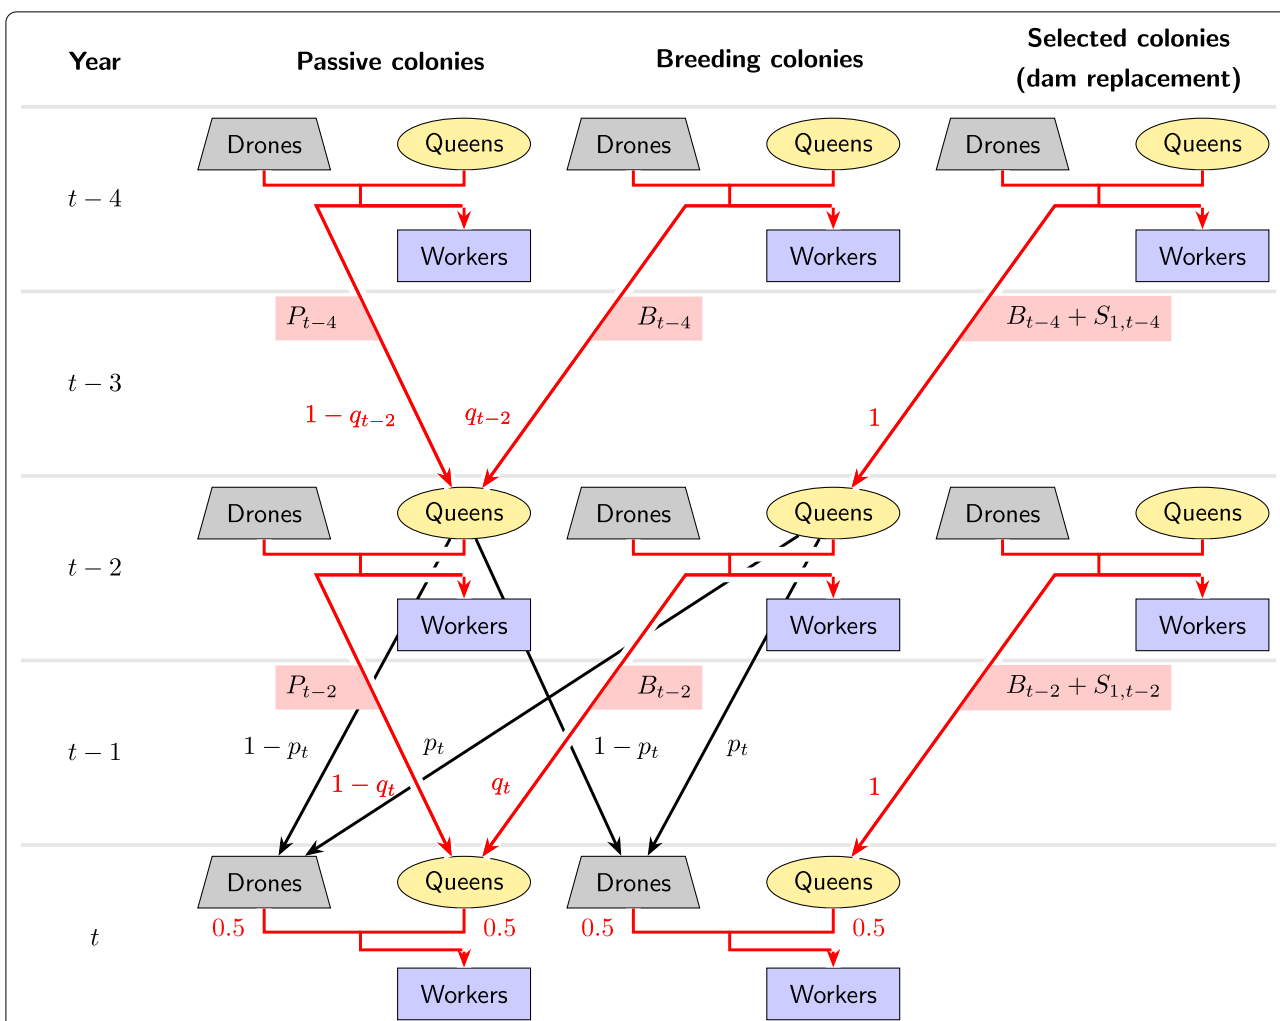 Year
Passive colonies
Breeding colonies
Selected colonies
(dam replacement)
Drones
Queens
Drones
Queens
Drones
Queens
t − 4
Workers
Workers
Workers
P_{t−4}
B_{t−4}
B_{t−4} + S_{1,t−4}
t − 3
1 − q_{t−2}
q_{t−2}
1
Drones
Queens
Drones
Queens
Drones
Queens
t − 2
Workers
Workers
Workers
P_{t−2}
B_{t−2}
B_{t−2} + S_{1,t−2}
t − 1
1 − p_t
p_t
1 − p_t
p_t
1 − q_t
q_t
1
Drones
Queens
Drones
Queens
t
0.5
0.5
0.5
0.5
Workers
Workers